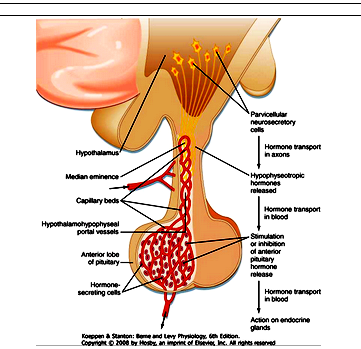 Parvicellular
neurosecretory
cells
Hormone transport
in axons
Hypothalamus
Median eminence
Hypophyseotropic
hormones
released
Capillary beds
Hormone transport
in blood
Hypothalamohypophyseal
portal vessels
Stimulation
or inhibition
of anterior
pituitary
hormone
release
Anterior lobe
of pituitary
Hormone-
secreting cells
Hormone transport
in blood
Action on endocrine
glands
Koeppen & Stanton: Berne and Levy Physiology, 6th Edition.
Copyright © 2008 by Mosby, an imprint of Elsevier, Inc. All rights reserved